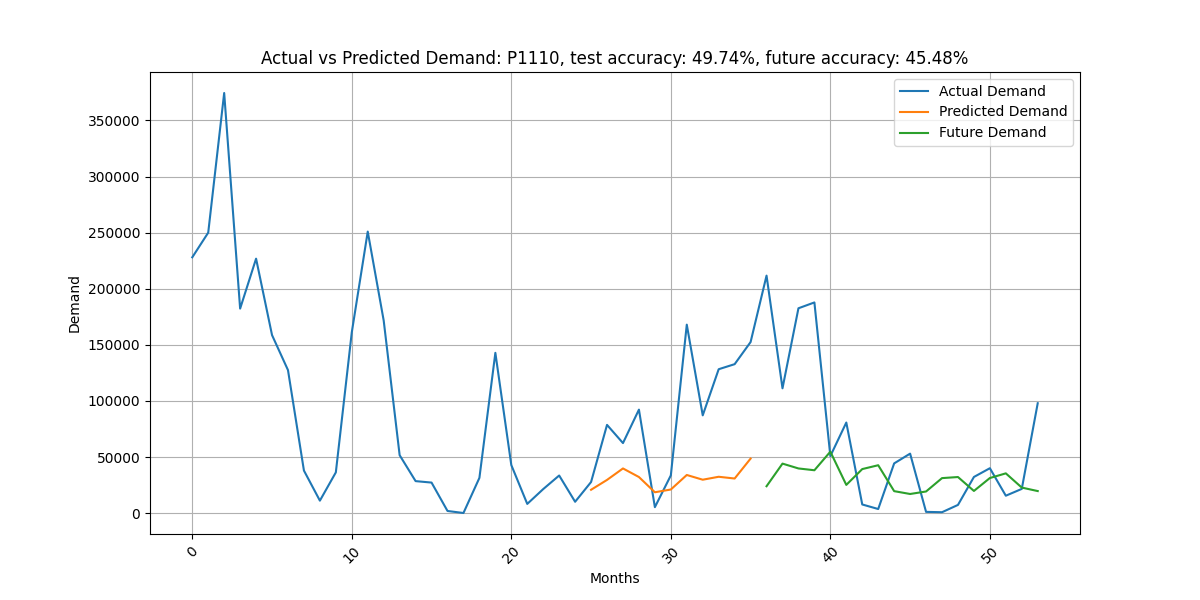 Actual vs Predicted Demand: P1110, test accuracy: 49.74%, future accuracy: 45.48%
Actual Demand
Predicted Demand
Future Demand
350000
300000
250000
200000
150000
100000
50000
0
Demand
0
10
20
30
40
50
Months